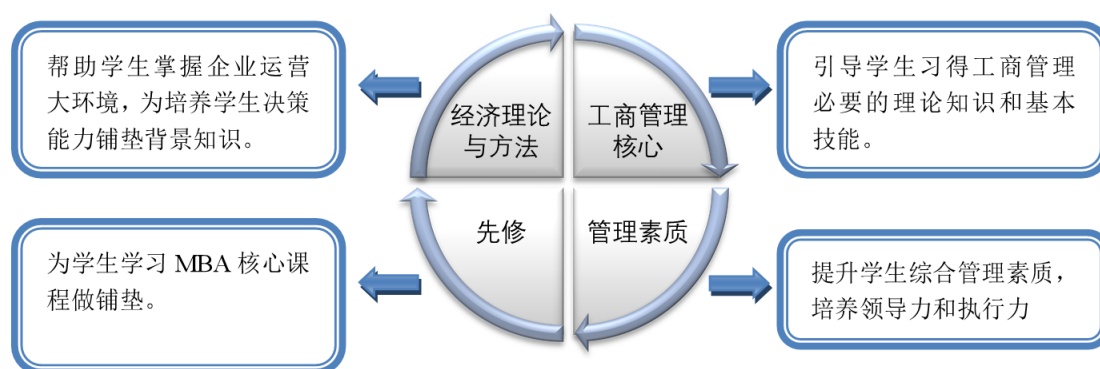 帮助学生掌握企业运营
大环境，为培养学生决策
能力铺垫背景知识。
经济理论
与方法
工商管理
核心
引导学生习得工商管理
必要的理论知识和基本
技能。
为学生学习 MBA 核心课
程做铺垫。
先修
管理素质
提升学生综合管理素质，
培养领导力和执行力